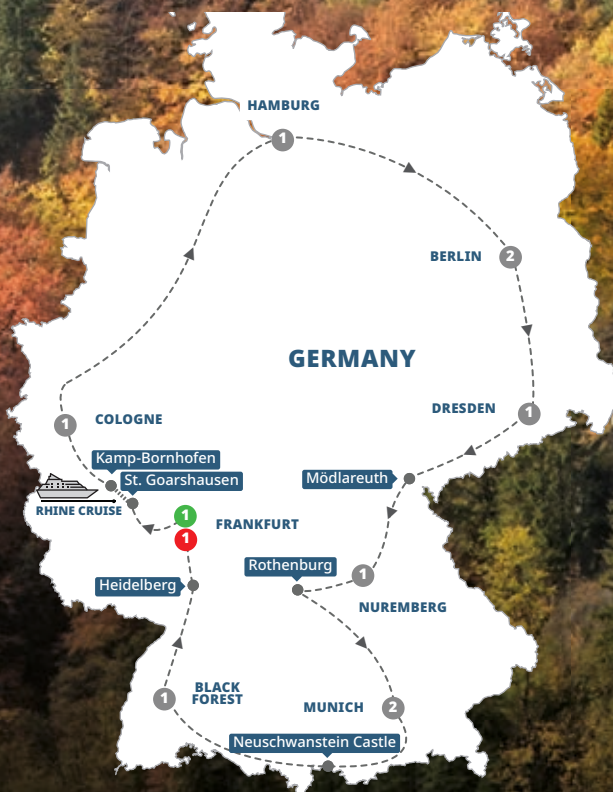 HAMBURG
1
BERLIN
2
GERMANY
DRESDEN
1
COLOGNE
1
Kamp-Bornhofen
St. Goarshausen
RHINE CRUISE
Mödlareuth
1
FRANKFURT
1
Rothenburg
1
NUREMBERG
Heidelberg
BLACK
FOREST
1
MUNICH
2
Neuschwanstein Castle